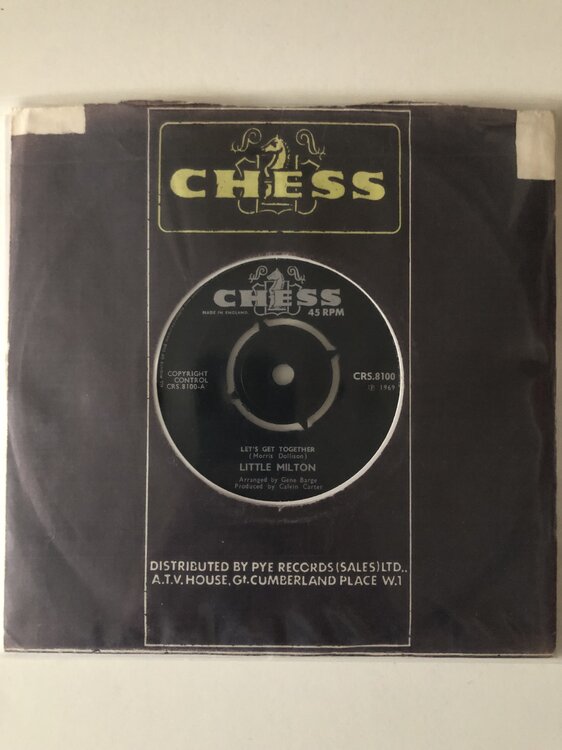 CHESS
CHESS
MADE IN ENGLAND
45 RPM
COPYRIGHT
CONTROL
CRS.8100-A
CRS.8100
℗ 1969
LET'S GET TOGETHER
(Morris Dollison)
LITTLE MILTON
Arranged by Gene Barge
Produced by Calvin Carter
DISTRIBUTED BY PYE RECORDS (SALES) LTD.,
A.T.V. HOUSE, Gt. CUMBERLAND PLACE W.1